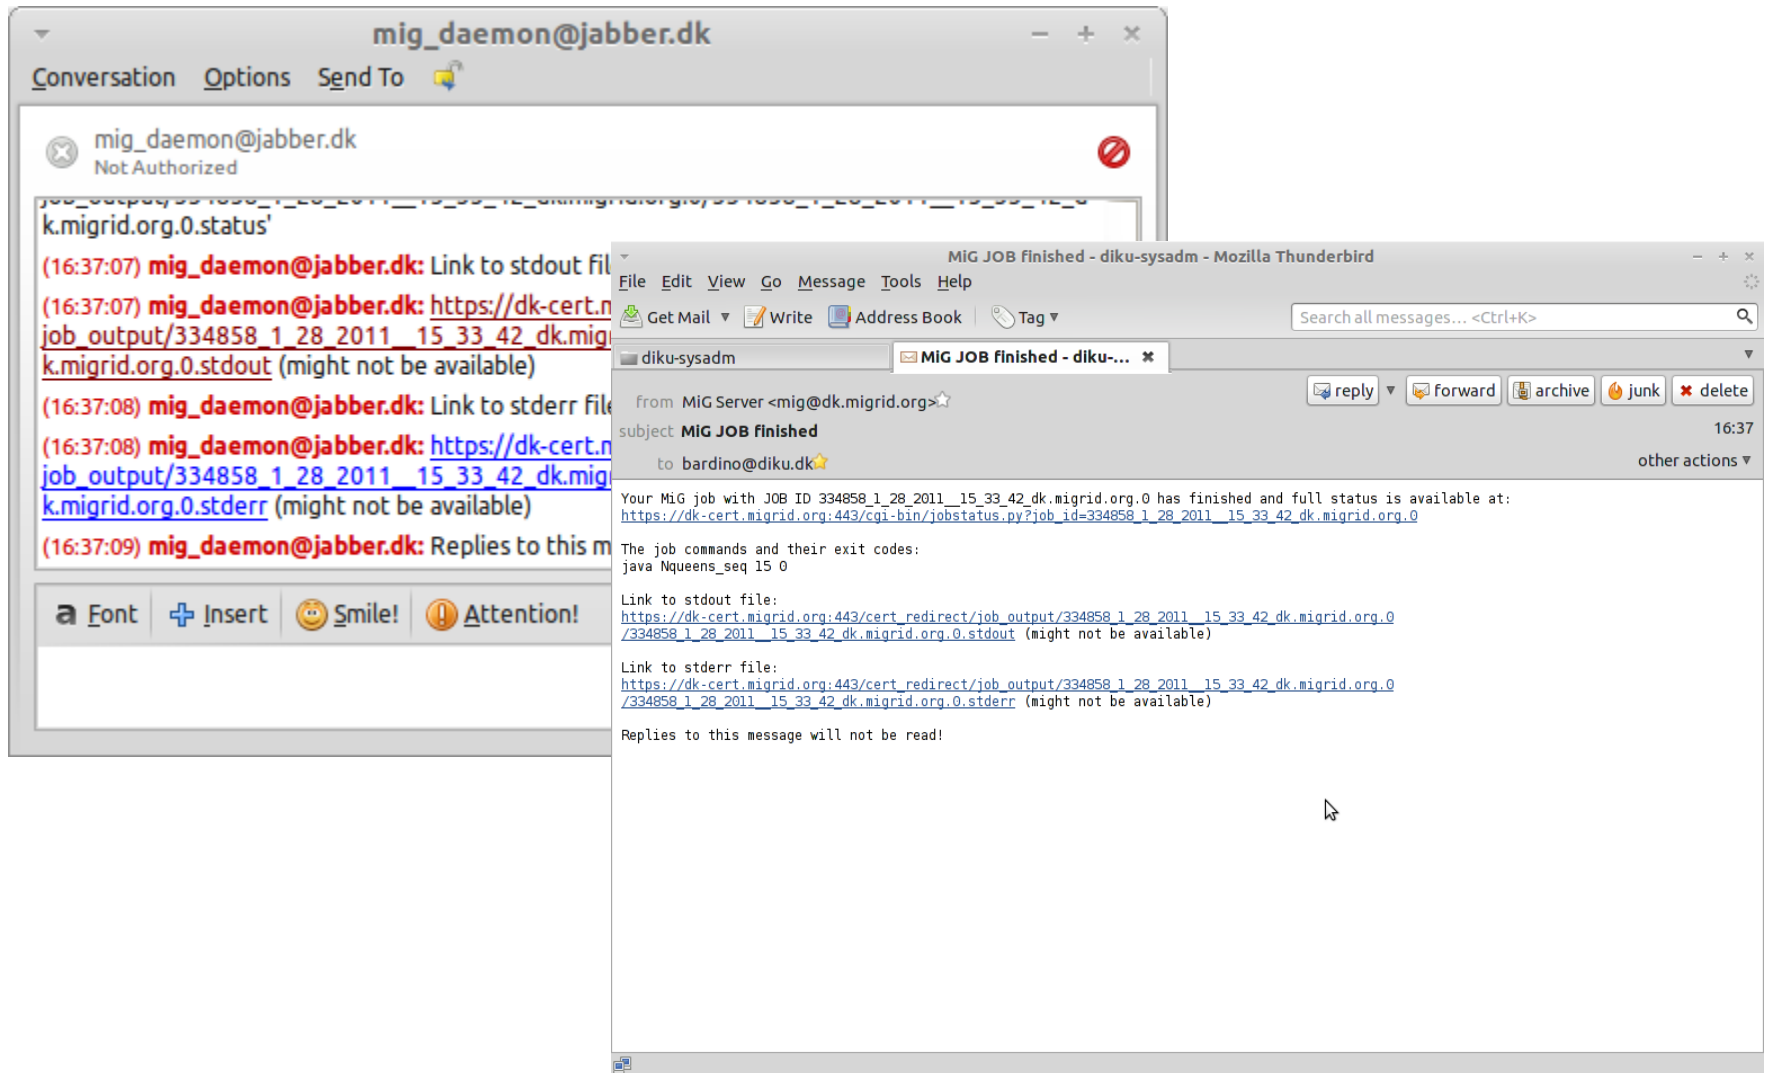 mig_daemon@jabber.dk
Conversation Options Send To
mig_daemon@jabber.dk
Not Authorized
k.migrid.org.0.status'
(16:37:07) mig_daemon@jabber.dk: Link to stdout fil
(16:37:07) mig_daemon@jabber.dk: https://dk-cert.m
job_output/334858_1_28_2011__15_33_42_dk.migr
k.migrid.org.0.stdout (might not be available)
(16:37:08) mig_daemon@jabber.dk: Link to stderr file
(16:37:08) mig_daemon@jabber.dk: https://dk-cert.m
job_output/334858_1_28_2011__15_33_42_dk.migr
k.migrid.org.0.stderr (might not be available)
(16:37:09) mig_daemon@jabber.dk: Replies to this m
a Font Insert Smile! Attention!
MiG JOB finished - diku-sysadm - Mozilla Thunderbird
File Edit View Go Message Tools Help
Get Mail Write Address Book Tag Search all messages... <Ctrl+K>
diku-sysadm MiG JOB finished - diku-...
reply forward archive junk delete
from MiG Server <mig@dk.migrid.org>
subject MiG JOB finished 16:37
to bardino@diku.dk other actions
Your MiG job with JOB ID 334858_1_28_2011__15_33_42_dk.migrid.org.0 has finished and full status is available at:
https://dk-cert.migrid.org:443/cgi-bin/jobstatus.py?job_id=334858_1_28_2011__15_33_42_dk.migrid.org.0
The job commands and their exit codes:
java Nqueens_seq 15 0
Link to stdout file:
https://dk-cert.migrid.org:443/cert_redirect/job_output/334858_1_28_2011__15_33_42_dk.migrid.org.0
/334858_1_28_2011__15_33_42_dk.migrid.org.0.stdout (might not be available)
Link to stderr file:
https://dk-cert.migrid.org:443/cert_redirect/job_output/334858_1_28_2011__15_33_42_dk.migrid.org.0
/334858_1_28_2011__15_33_42_dk.migrid.org.0.stderr (might not be available)
Replies to this message will not be read!